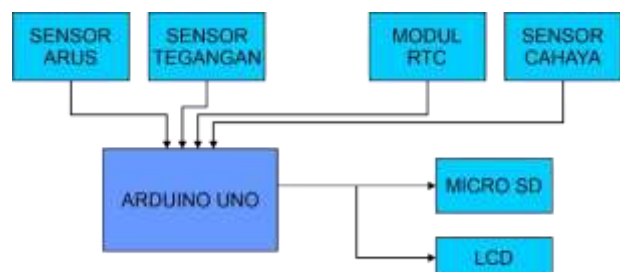 SENSOR
ARUS
SENSOR
TEGANGAN
MODUL
RTC
SENSOR
CAHAYA
ARDUINO UNO
MICRO SD
LCD